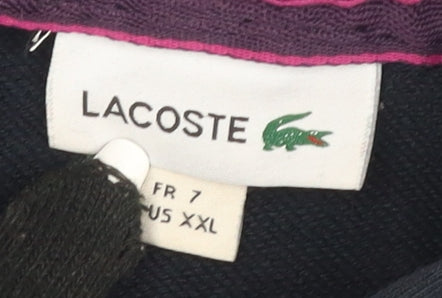 LACOSTE
FR 7
US XXL